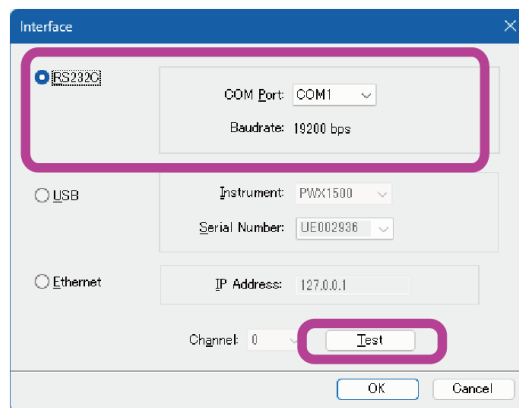 Interface
RS232C
COM Port: COM1
Baudrate: 19200 bps
USB
Instrument: PWX1500
Serial Number: UE002936
Ethernet
IP Address: 127.0.0.1
Channel: 0
Test
OK Cancel